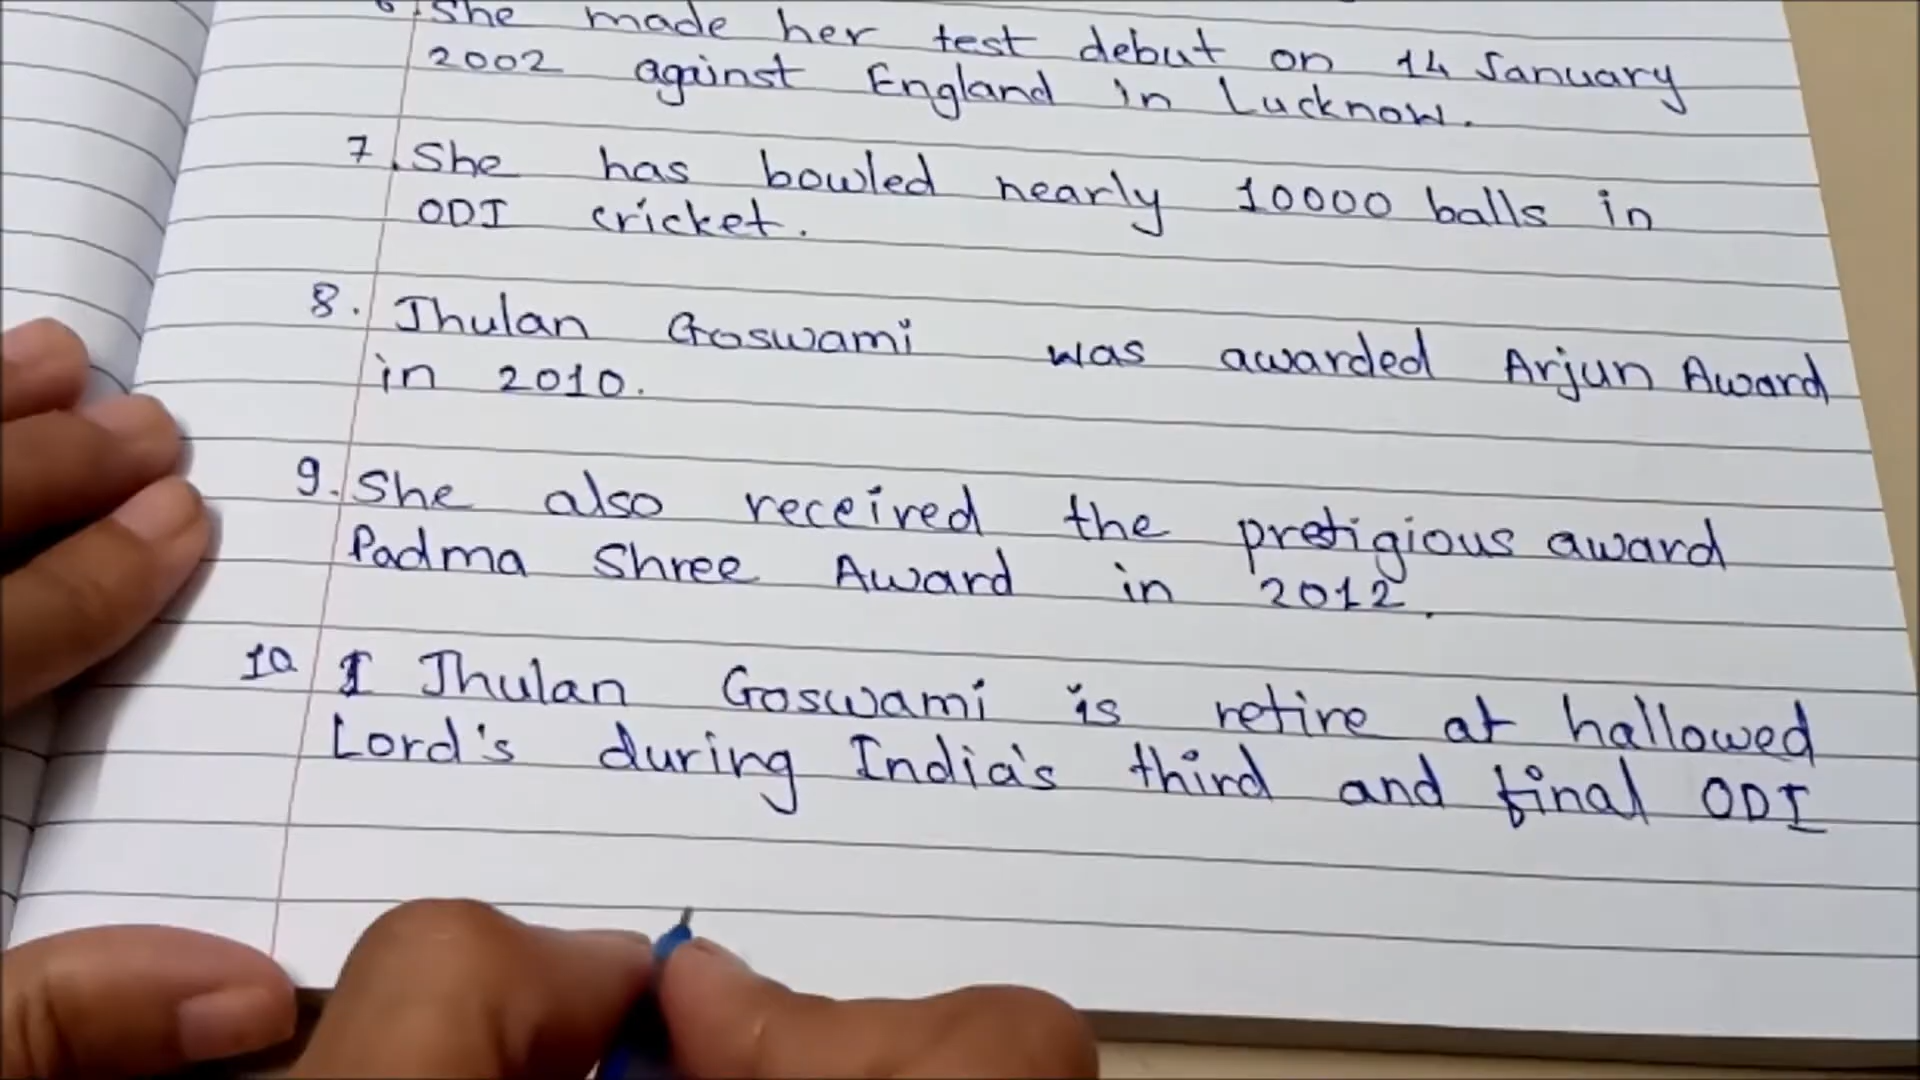 6. She made her test debut on 14 January
2002 against England in Lucknow.
7. She has bowled nearly 10000 balls in
ODI cricket.
8. Jhulan Goswami was awarded Arjun Award
in 2010.
9. She also received the pretigious award
Padma Shree Award in 2012.
10 I Jhulan Goswami is retire at hallowed
Lord's during India's third and final ODI